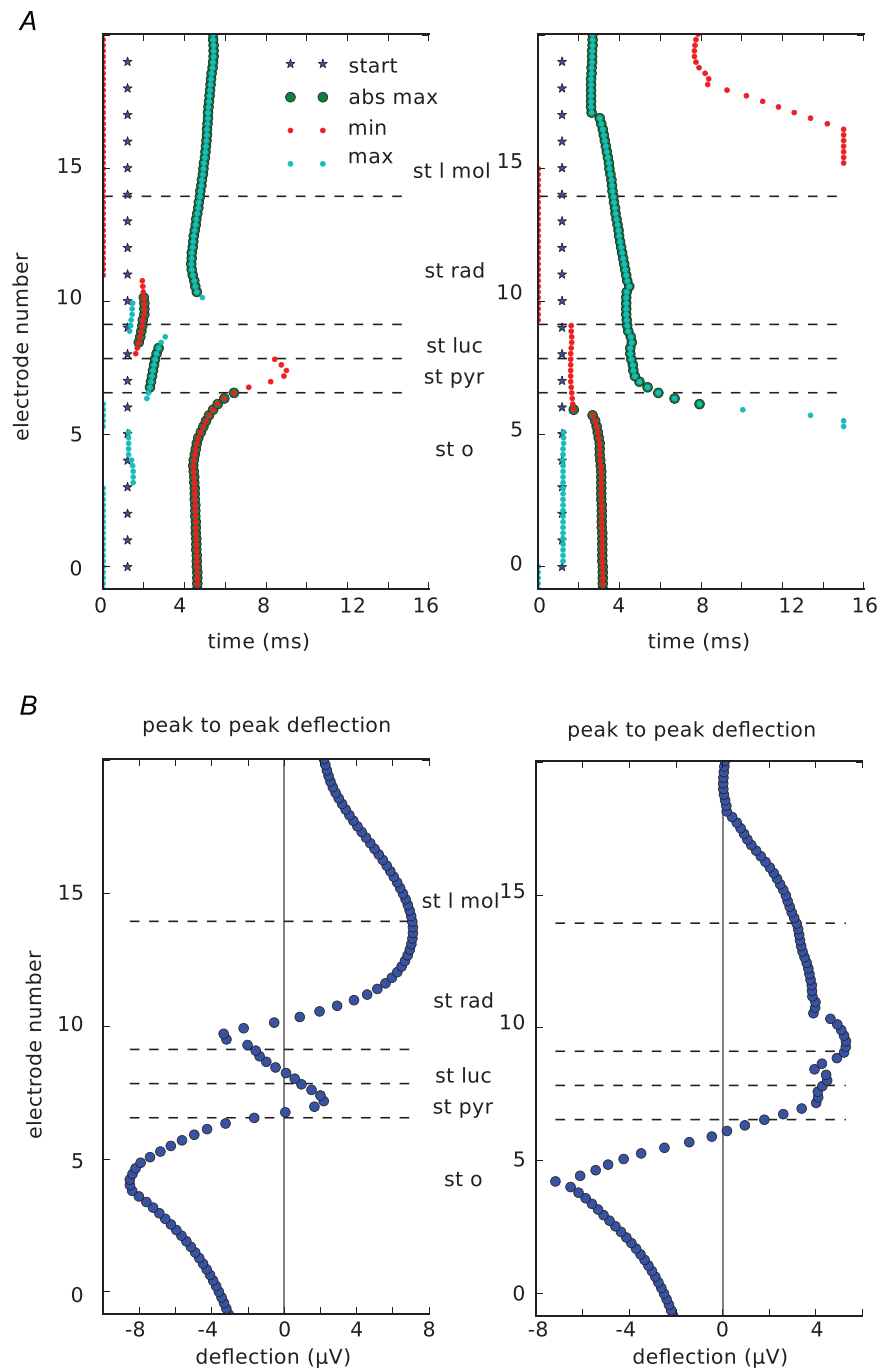 A
start
abs max
min
max
st l mol
st rad
st luc
st pyr
st o
electrode number
15
10
5
0
0 4 8 12 16
time (ms)
15
10
5
0
0 4 8 12 16
time (ms)
B
peak to peak deflection
peak to peak deflection
st l mol
st rad
st luc
st pyr
st o
electrode number
15
10
5
0
-8 -4 0 4 8
deflection (μV)
15
10
5
0
-8 -4 0 4
deflection (μV)